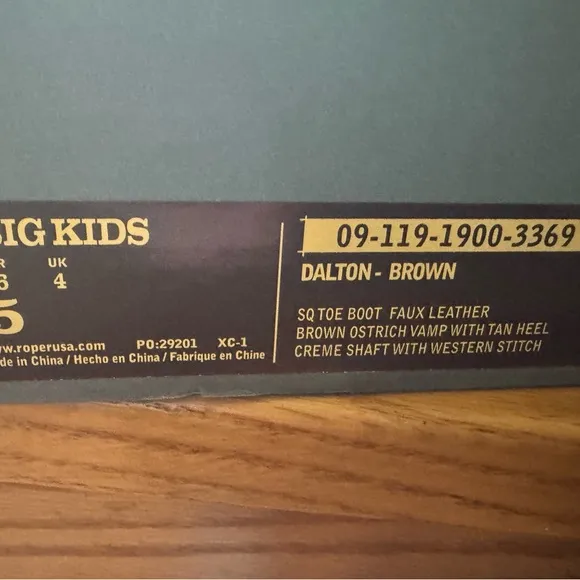 BIG KIDS
UK
6 4
5
www.roperusa.com PO:29201 XC-1
Made in China / Hecho en China / Fabrique en Chine
09-119-1900-3369
DALTON - BROWN
SQ TOE BOOT FAUX LEATHER
BROWN OSTRICH VAMP WITH TAN HEEL
CREME SHAFT WITH WESTERN STITCH